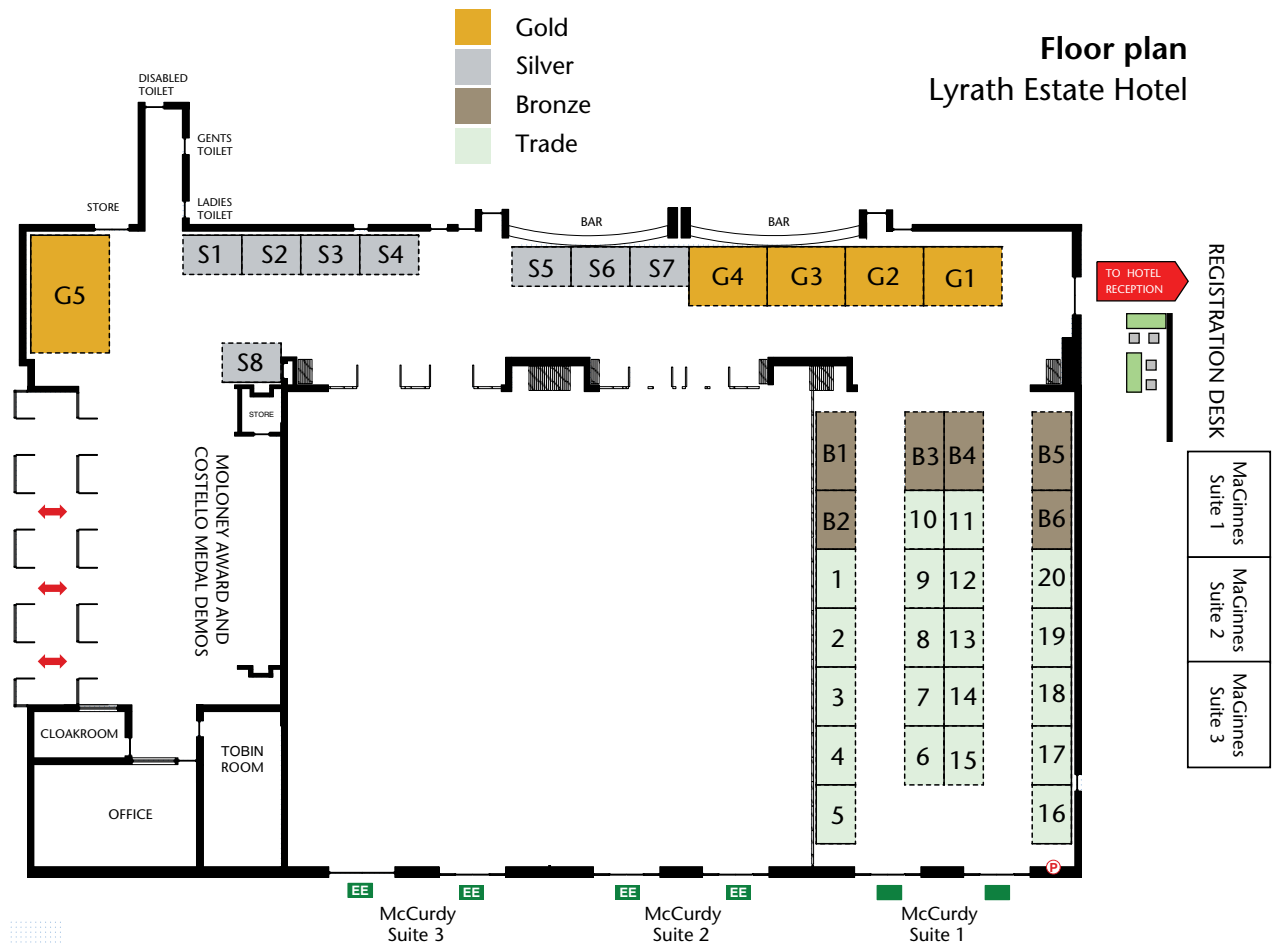 Gold
Silver
Bronze
Trade
Floor plan
Lyrath Estate Hotel
DISABLED
TOILET
GENTS
TOILET
LADIES
TOILET
STORE
BAR
BAR
S1
S2
S3
S4
S5
S6
S7
G4
G3
G2
G1
G5
S8
TO HOTEL
RECEPTION
REGISTRATION DESK
STORE
MOLONEY AWARD AND
COSTELLO MEDAL DEMOS
B1
B3
B4
B5
B2
10
11
B6
1
9
12
20
2
8
13
19
3
7
14
18
4
6
15
17
5
16
MaGinnes
Suite 1
MaGinnes
Suite 2
MaGinnes
Suite 3
CLOAKROOM
TOBIN
ROOM
OFFICE
P
EE
EE
EE
EE
McCurdy
Suite 3
McCurdy
Suite 2
McCurdy
Suite 1